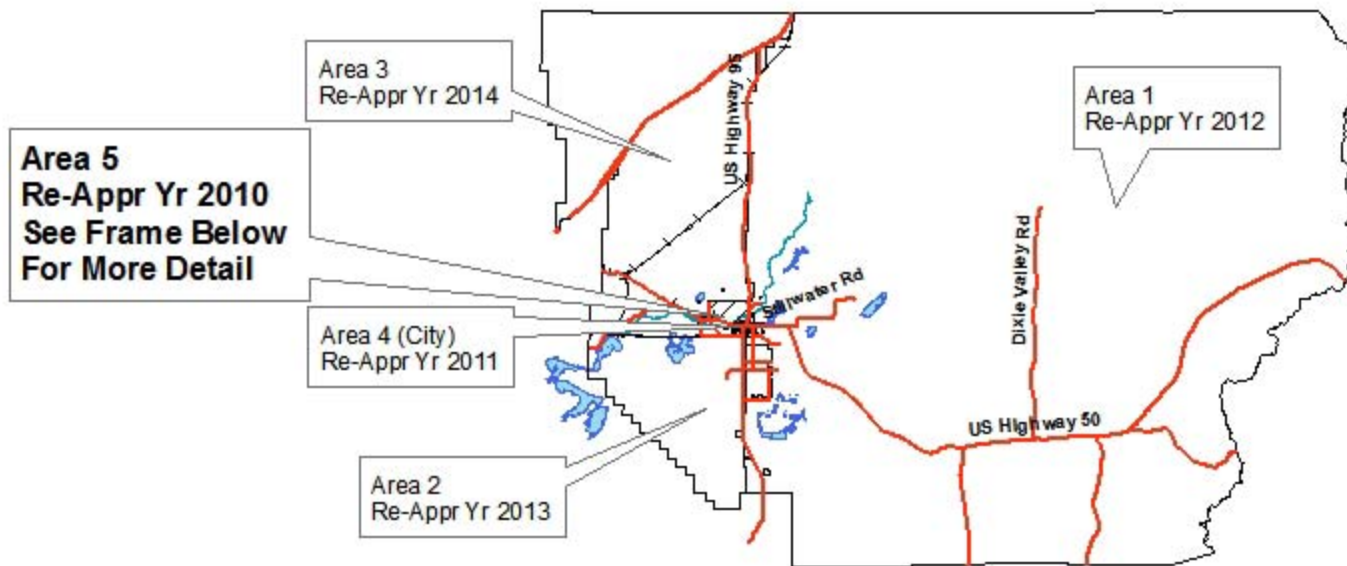 Area 3
Re-Appr Yr 2014
Area 5
Re-Appr Yr 2010
See Frame Below
For More Detail
Area 4 (City)
Re-Appr Yr 2011
Area 2
Re-Appr Yr 2013
US Highway 95
Stillwater Rd
Area 1
Re-Appr Yr 2012
Dixie Valley Rd
US Highway 50